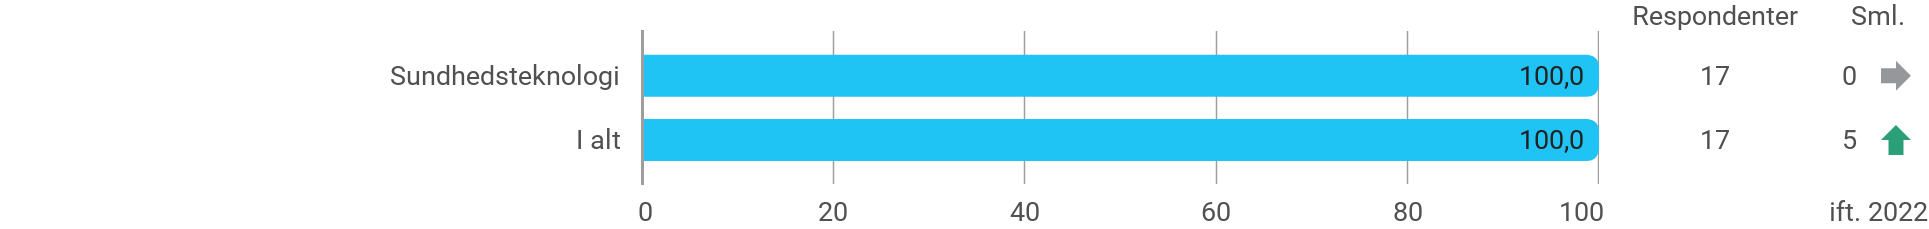 Respondenter Sml.
Sundhedsteknologi 100,0 17 0
I alt 100,0 17 5
0 20 40 60 80 100 ift. 2022